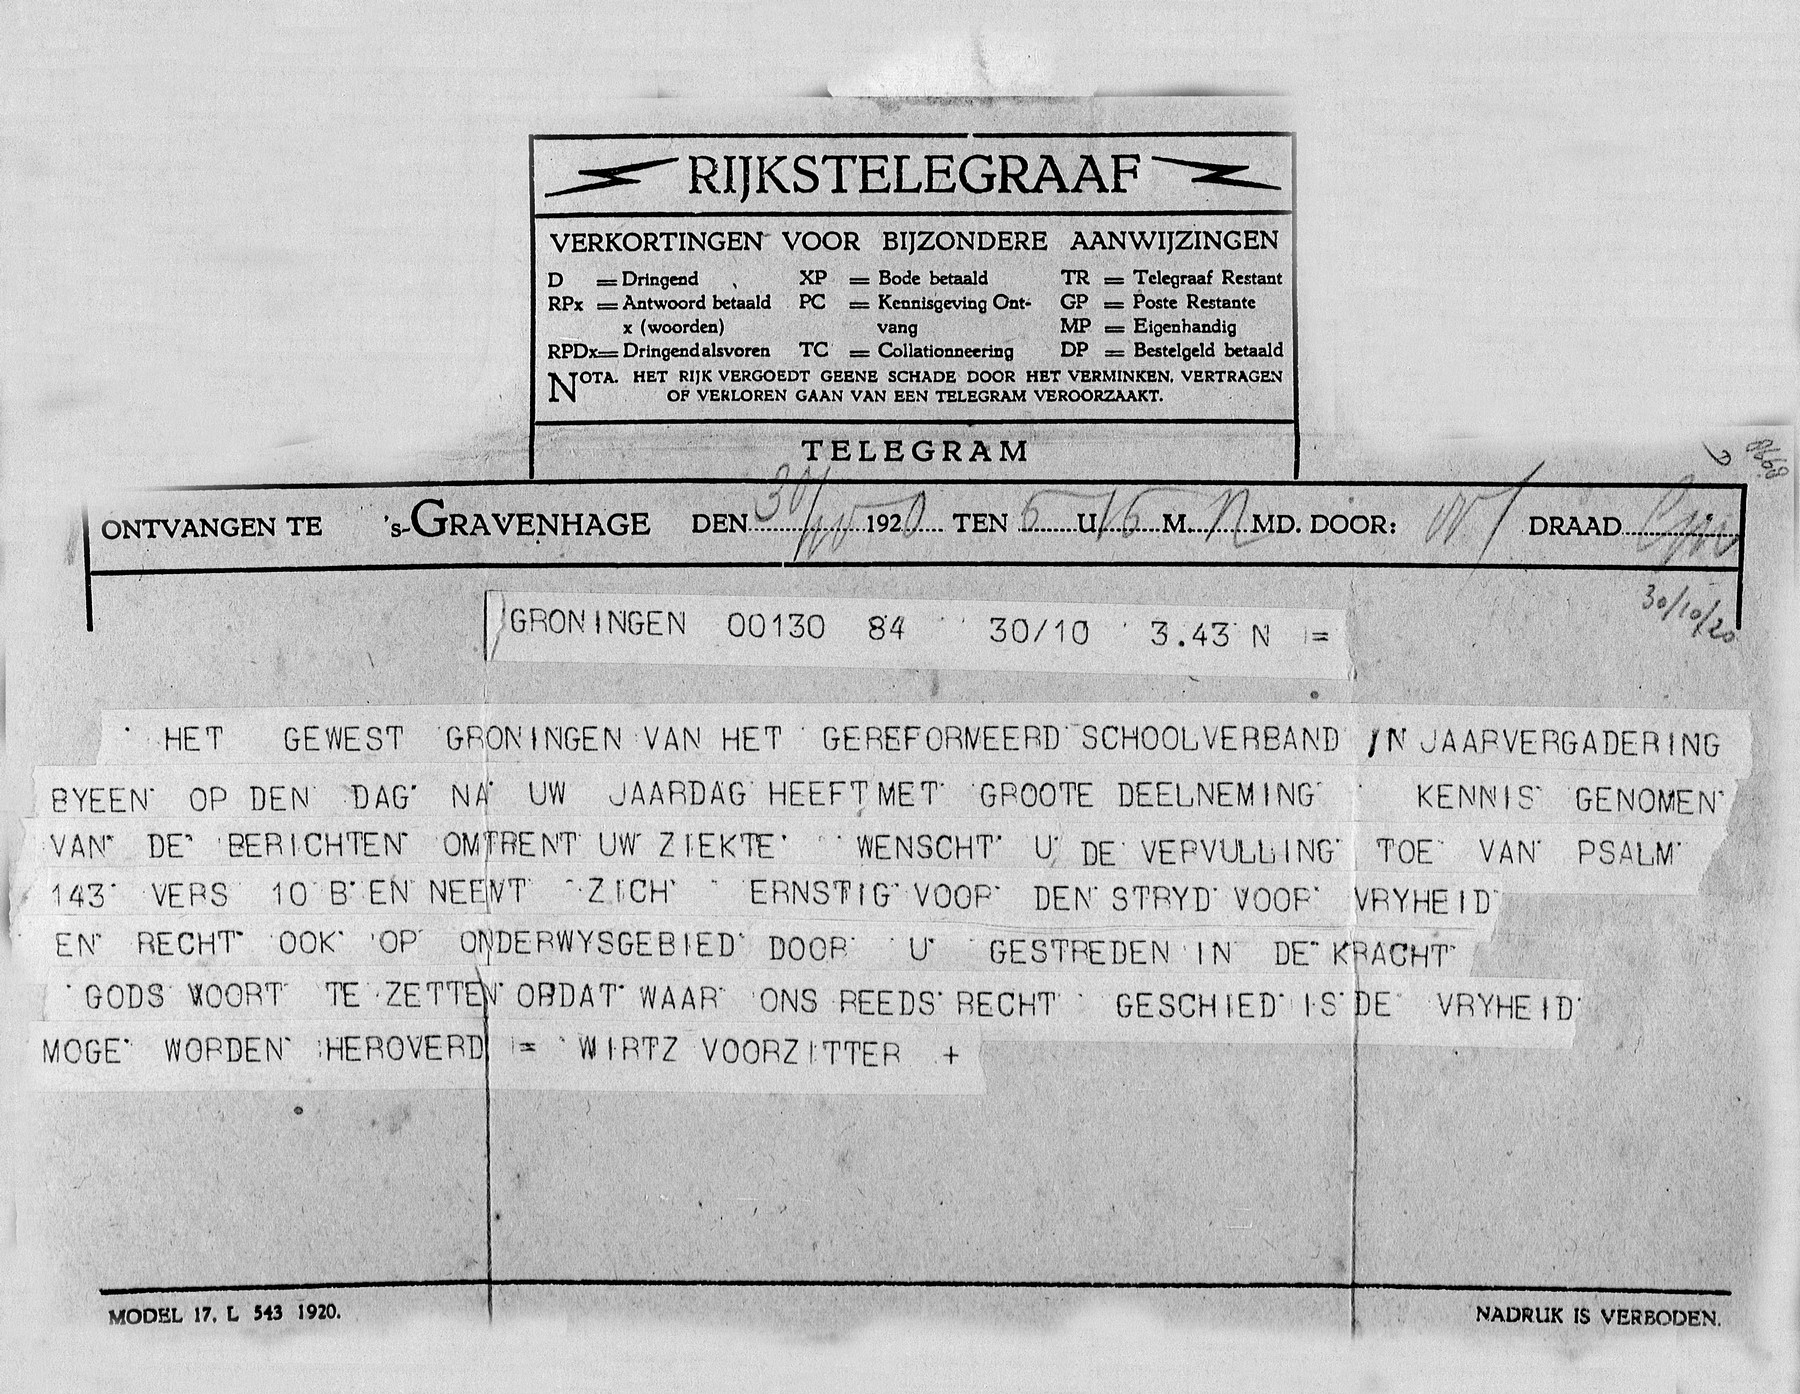 RIJKSTELEGRAAF
VERKORTINGEN VOOR BIJZONDERE AANWIJZINGEN
D = Dringend XP = Bode betaald TR = Telegraaf Restant
RPx = Antwoord betaald PC = Kennisgeving Ont- GP = Poste Restante
x (woorden) vang MP = Eigenhandig
RPDx= Dringend alsvoren TC = Collationneering DP = Bestelgeld betaald
NOTA. HET RIJK VERGOEDT GEENE SCHADE DOOR HET VERMINKEN, VERTRAGEN
OF VERLOREN GAAN VAN EEN TELEGRAM VEROORZAAKT.
TELEGRAM
ONTVANGEN TE 's-GRAVENHAGE DEN 30/10 1920 TEN 5 U 15 M. N MD. DOOR: DRAAD
30/10/20
GRONINGEN 00130 84 30/10 3.43 N =
HET GEWEST GRONINGEN VAN HET GEREFORMEERD SCHOOLVERBAND IN JAARVERGADERING
BYEEN OP DEN DAG NA UW JAARDAG HEEFT MET GROOTE DEELNEMING KENNIS GENOMEN
VAN DE BERICHTEN OMTRENT UW ZIEKTE WENSCHT U DE VERVULLING TOE VAN PSALM
143 VERS 10 B EN NEEMT ZICH ERNSTIG VOOR DEN STRYD VOOR VRYHEID
EN RECHT OOK OP ONDERWYSGEBIED DOOR U GESTREDEN IN DE KRACHT
GODS VOORT TE ZETTEN OPDAT WAAR ONS REEDS RECHT GESCHIED IS DE VRYHEID
MOGE WORDEN HEROVERD = WIRTZ VOORZITTER +
MODEL 17. L 543 1920. NADRUK IS VERBODEN.